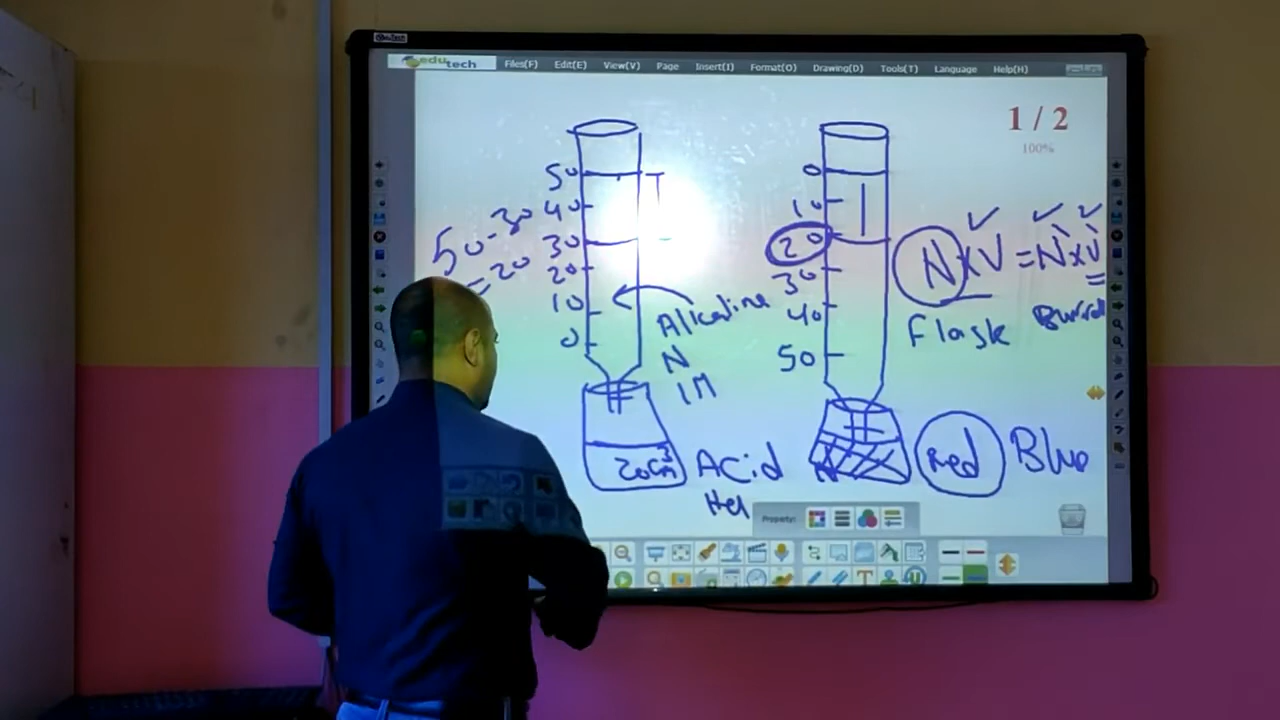 edu tech
Files(F) Edit(E) View(V) Page Insert(I) Format(O) Drawing(D) Tools(T) Language Help(H)
1 / 2
100%
50
40
30
20
10
0
50-30
=20
Alkaline
N
1M
20cm3
Acid
Hcl
0
10
20
30
40
50
N×V = N×V
Flask
red
Blue
Property:
T
U